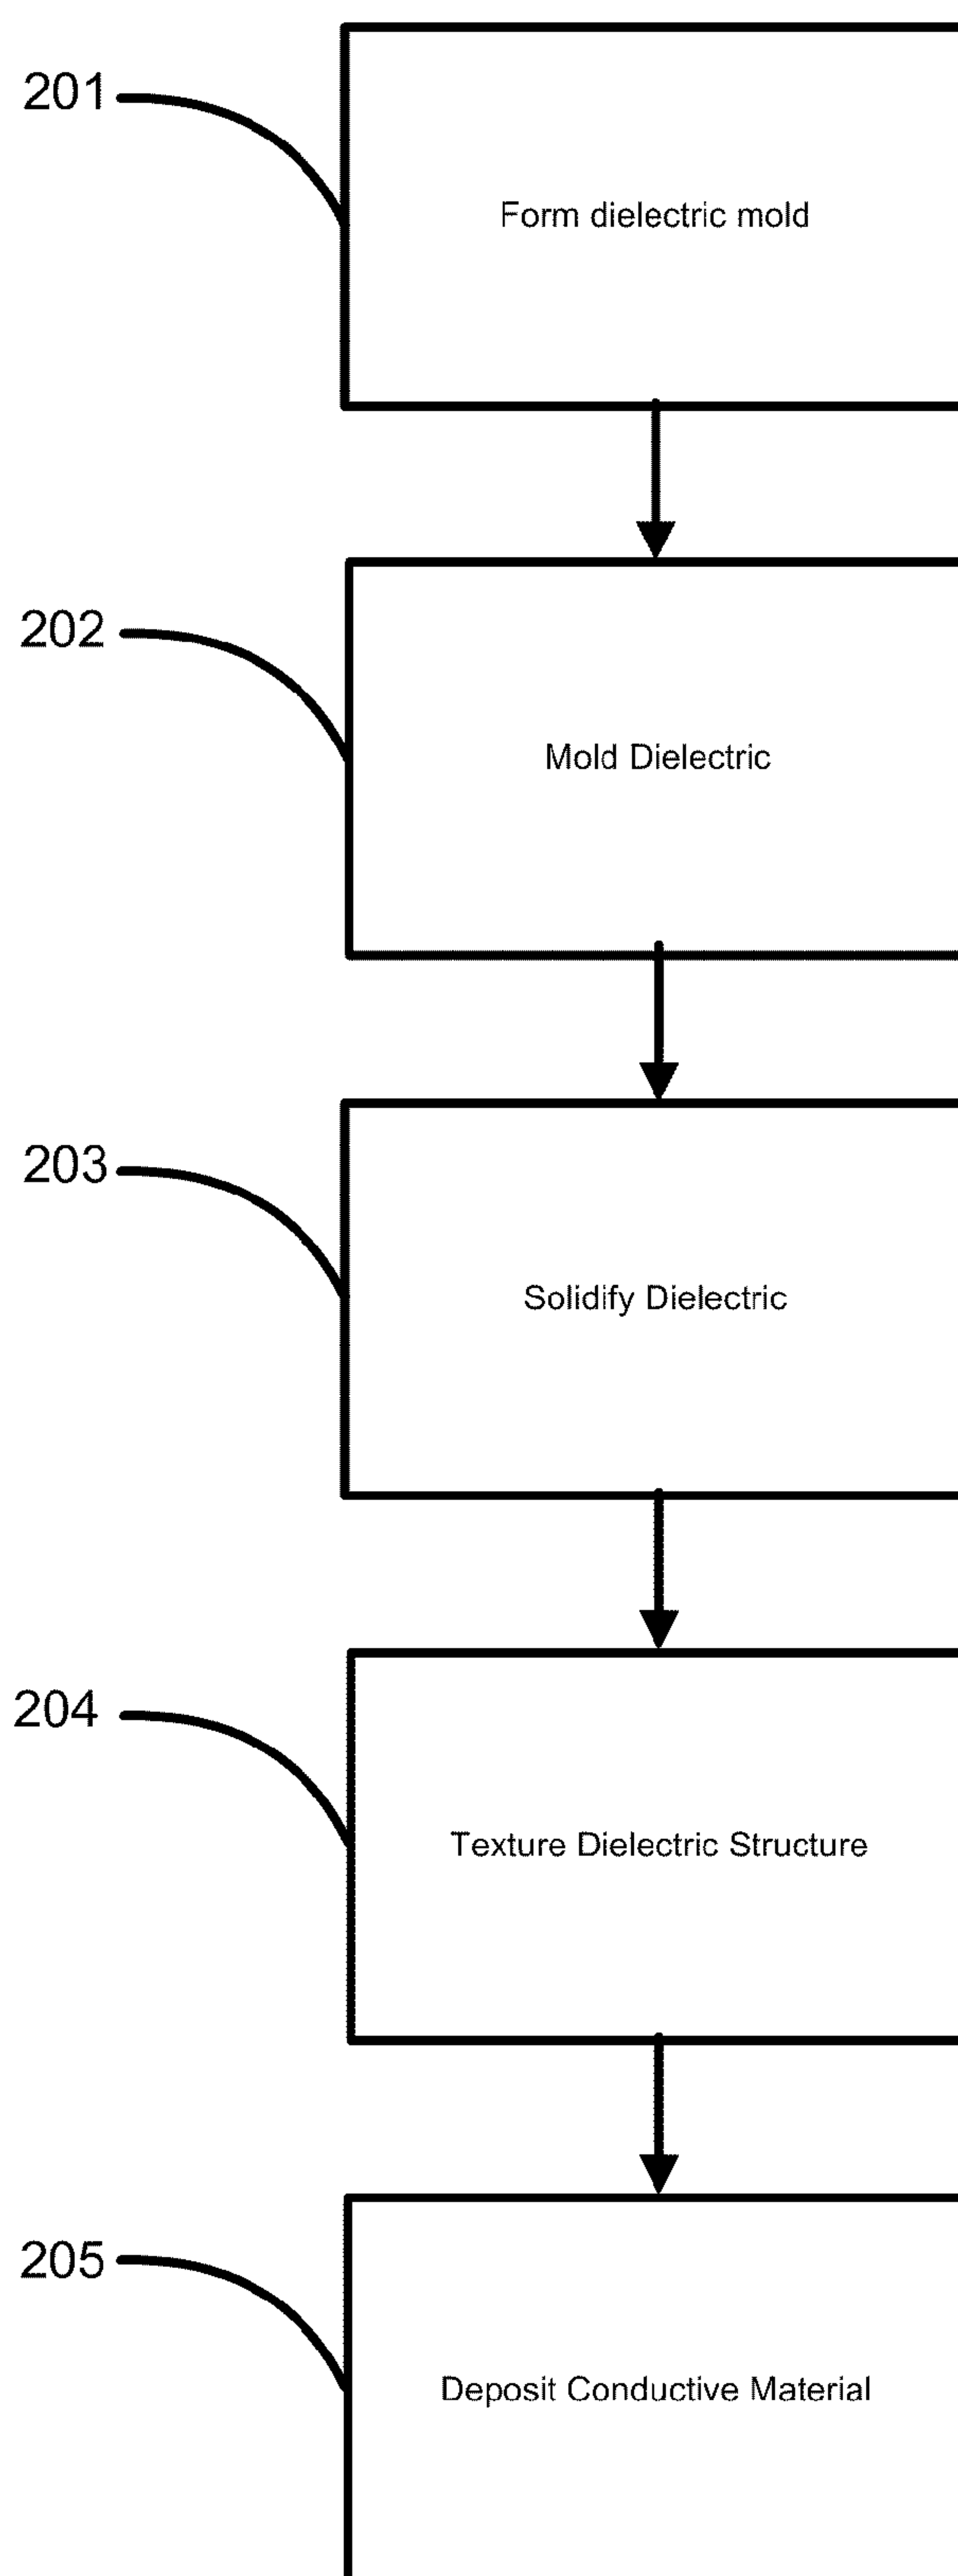 201
Form dielectric mold
202
Mold Dielectric
203
Solidify Dielectric
204
Texture Dielectric Structure
205
Deposit Conductive Material